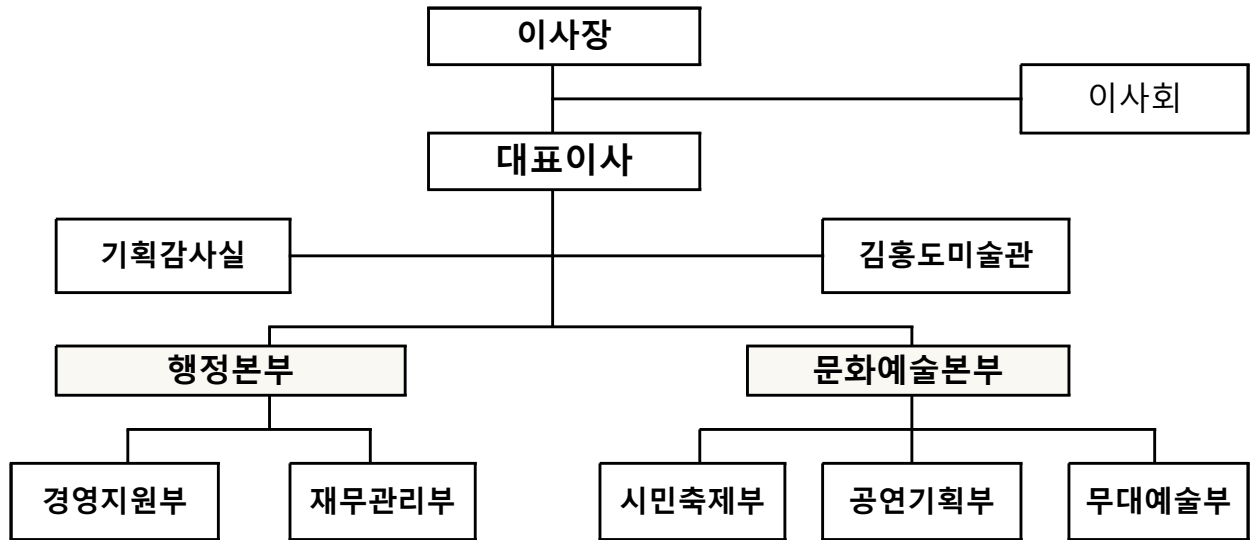 이사장
이사회
대표이사
기획감사실
김홍도미술관
행정본부
문화예술본부
경영지원부
재무관리부
시민축제부
공연기획부
무대예술부